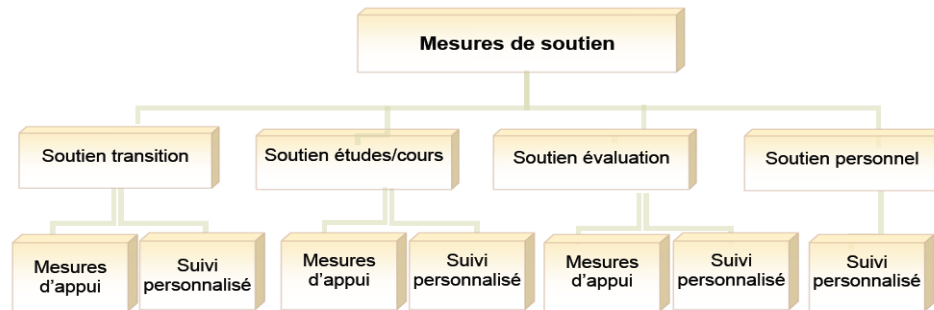 Mesures de soutien
Soutien transition
Soutien études/cours
Soutien évaluation
Soutien personnel
Mesures
d'appui
Suivi
personnalisé
Mesures
d'appui
Suivi
personnalisé
Mesures
d'appui
Suivi
personnalisé
Suivi
personnalisé